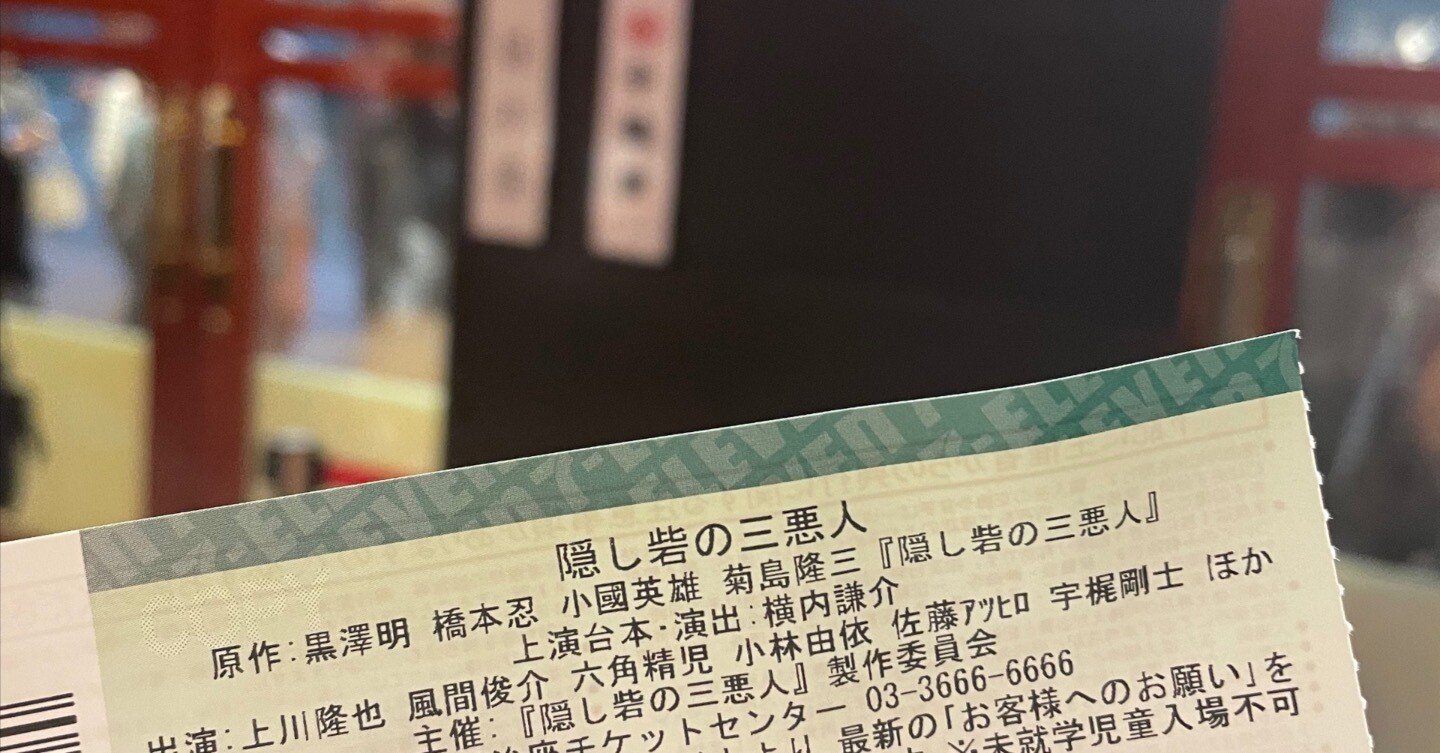 隠し砦の三悪人
原作:黒澤明 橋本忍 小國英雄 菊島隆三『隠し砦の三悪人』
上演台本・演出:横内謙介
出演:上川隆也 風間俊介 六角精児 小林由依 佐藤ｱﾂﾋﾛ 宇梶剛士 ほか
主催:『隠し砦の三悪人』製作委員会
座チケットセンター 03-3666-6666
最新の「お客様へのお願い」を
※未就学児童入場不可
COPY